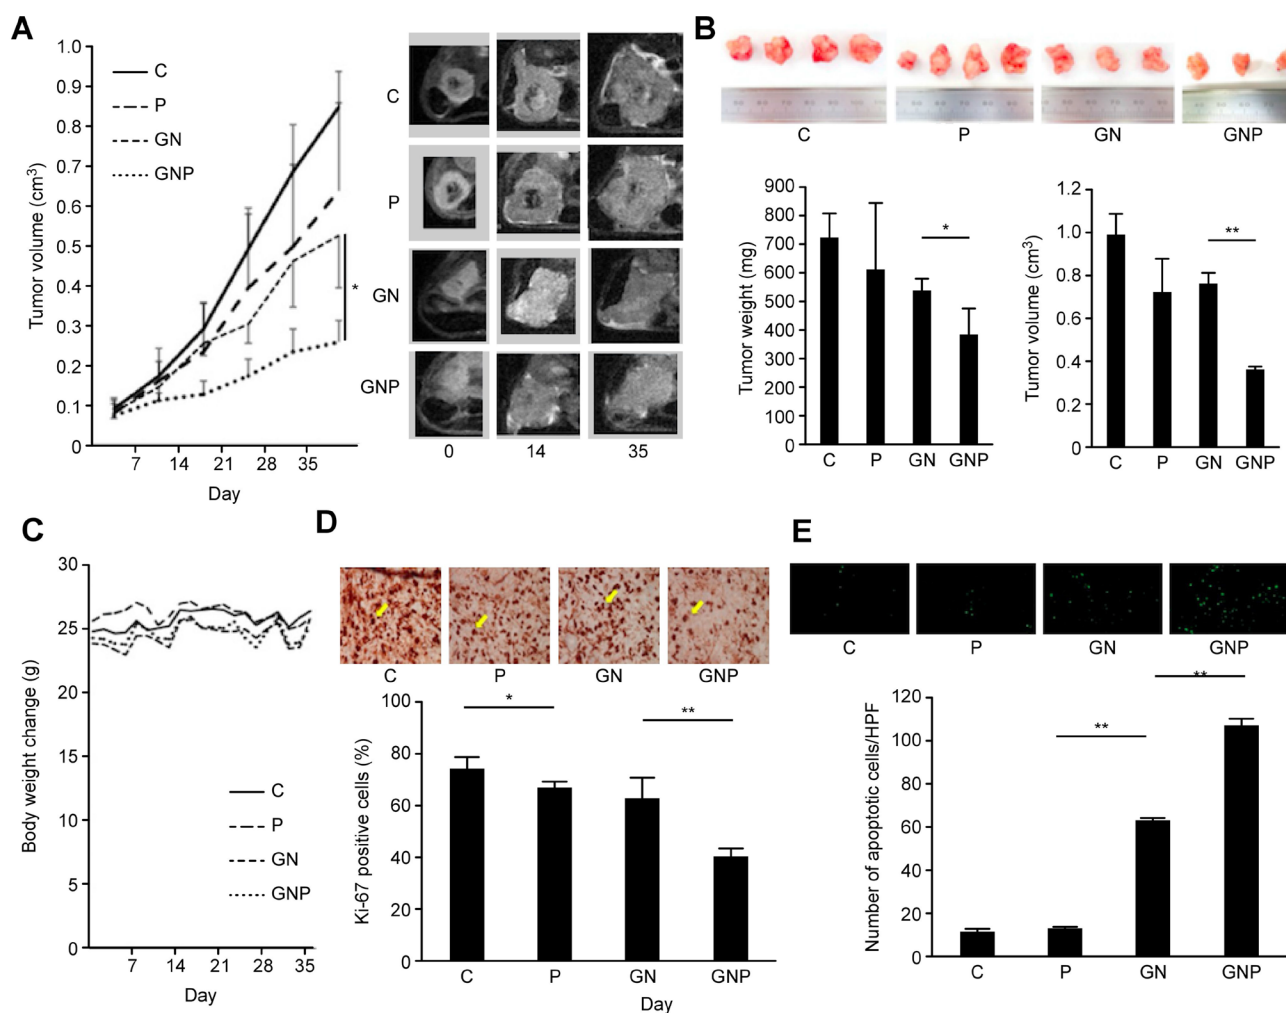 A
Tumor volume (cm3)
1.0
0.9
0.8
0.7
0.6
0.5
0.4
0.3
0.2
0.1
0
C
P
GN
GNP
*
7 14 21 28 35
Day
C
P
GN
GNP
0 14 35
B
C P GN GNP
Tumor weight (mg)
900
800
700
600
500
400
300
200
100
0
*
C P GN GNP
Tumor volume (cm3)
1.2
1.0
0.8
0.6
0.4
0.2
0
**
C P GN GNP
C
Body weight change (g)
30
25
20
15
10
5
0
C
P
GN
GNP
7 14 21 28 35
Day
D
C P GN GNP
Ki-67 positive cells (%)
100
80
60
40
20
0
*
**
C P GN GNP
Day
E
C P GN GNP
Number of apoptotic cells/HPF
120
100
80
60
40
20
0
**
**
C P GN GNP